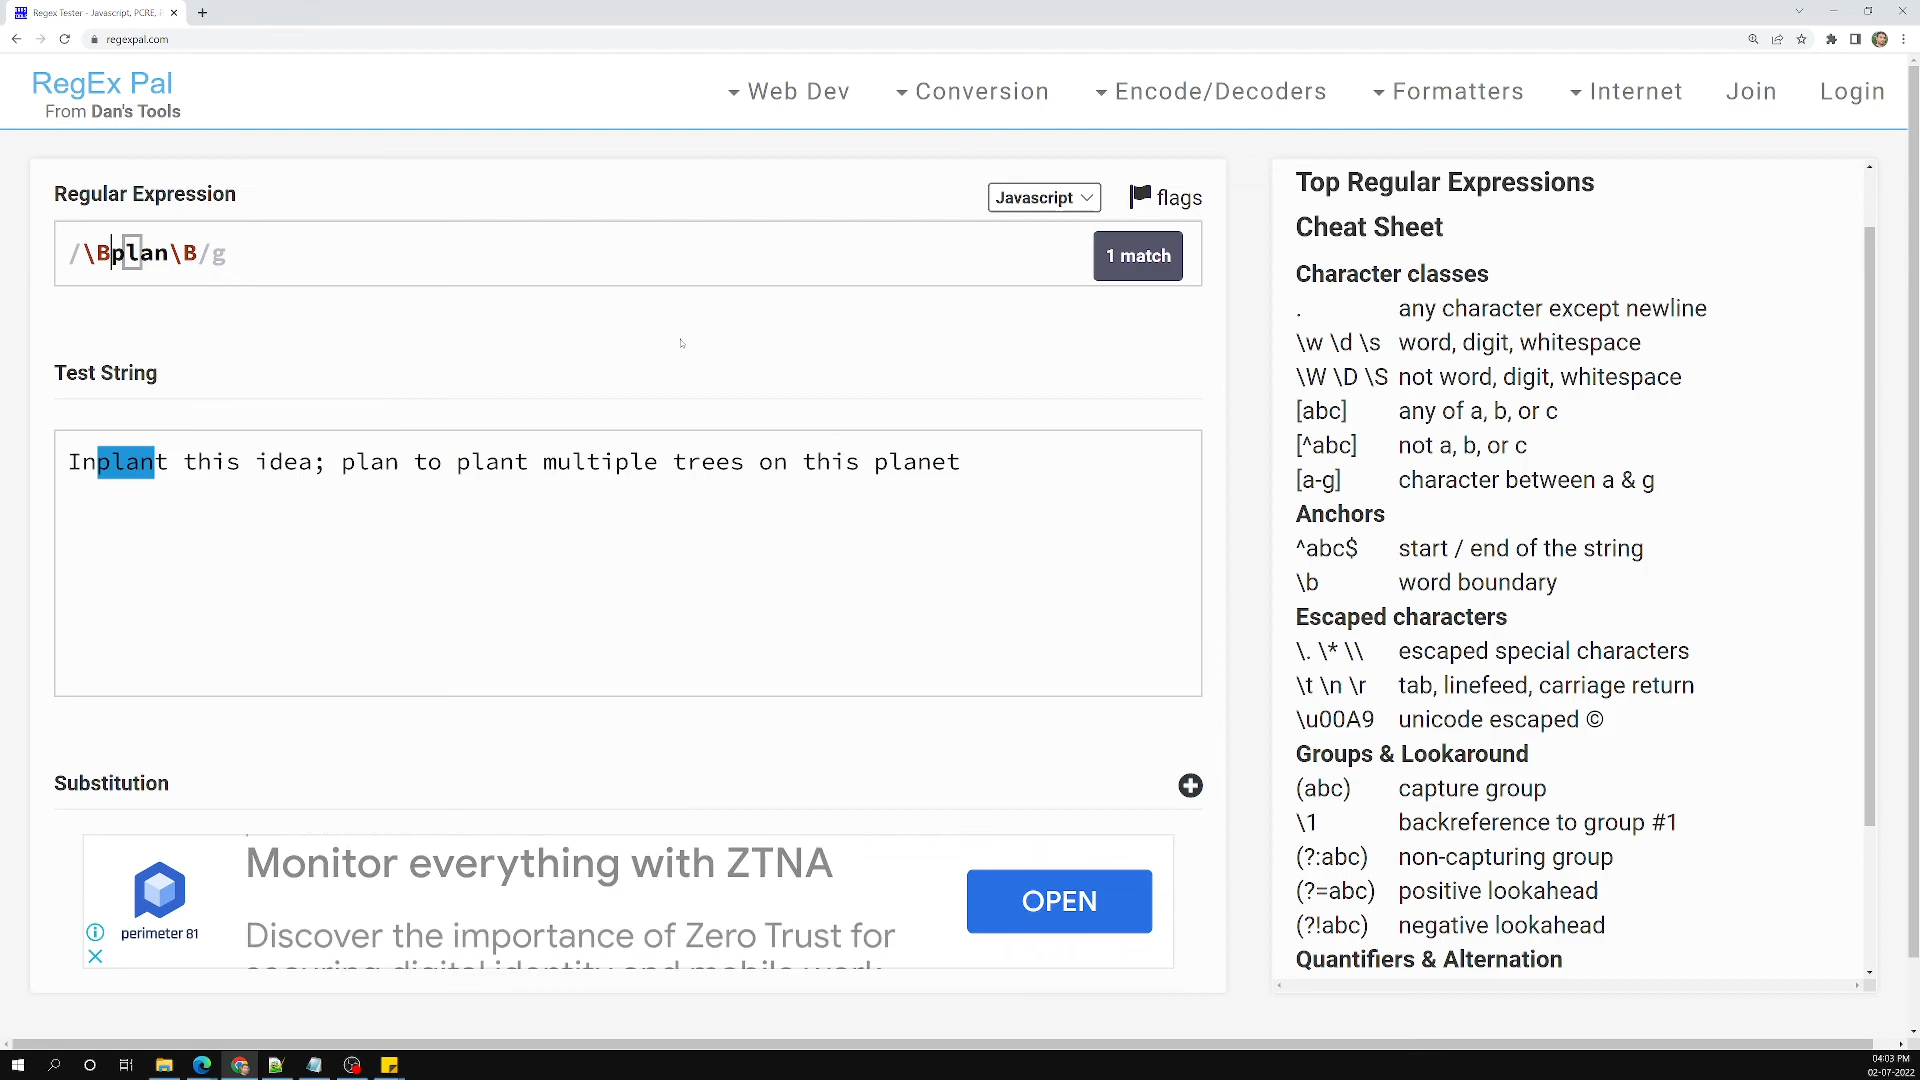 Regex Tester - Javascript, PCRE, P
regexpal.com
RegEx Pal
From Dan's Tools
Web Dev
Conversion
Encode/Decoders
Formatters
Internet
Join
Login
Regular Expression
Javascript
flags
/\Bplan\B/g
1 match
Test String
Inplant this idea; plan to plant multiple trees on this planet
Substitution
perimeter 81
Monitor everything with ZTNA
Discover the importance of Zero Trust for
securing digital identity and mobile work
OPEN
Top Regular Expressions
Cheat Sheet
Character classes
. any character except newline
\w \d \s word, digit, whitespace
\W \D \S not word, digit, whitespace
[abc] any of a, b, or c
[^abc] not a, b, or c
[a-g] character between a & g
Anchors
^abc$ start / end of the string
\b word boundary
Escaped characters
\. \* \\ escaped special characters
\t \n \r tab, linefeed, carriage return
\u00A9 unicode escaped ©
Groups & Lookaround
(abc) capture group
\1 backreference to group #1
(?:abc) non-capturing group
(?=abc) positive lookahead
(?!abc) negative lookahead
Quantifiers & Alternation
04:03 PM
02-07-2022